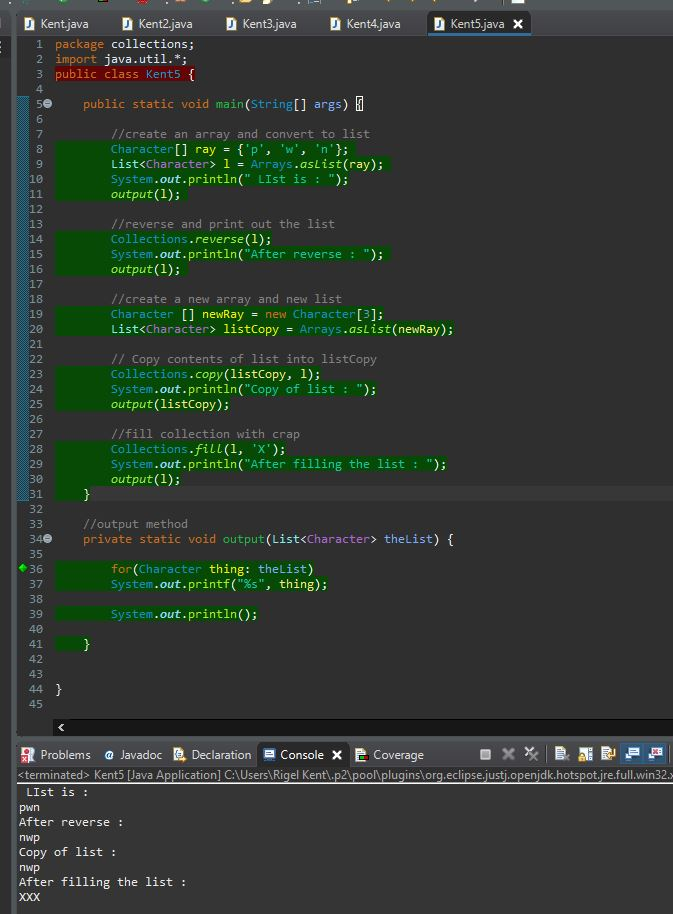 Kent.java Kent2.java Kent3.java Kent4.java Kent5.java
1 package collections;
2 import java.util.*;
3 public class Kent5 {
4
5 public static void main(String[] args) {
6
7 //create an array and convert to list
8 Character[] ray = {'p', 'w', 'n'};
9 List<Character> l = Arrays.asList(ray);
10 System.out.println(" LIst is : ");
11 output(l);
12
13 //reverse and print out the list
14 Collections.reverse(l);
15 System.out.println("After reverse : ");
16 output(l);
17
18 //create a new array and new list
19 Character [] newRay = new Character[3];
20 List<Character> listCopy = Arrays.asList(newRay);
21
22 // Copy contents of list into listCopy
23 Collections.copy(listCopy, l);
24 System.out.println("Copy of list : ");
25 output(listCopy);
26
27 //fill collection with crap
28 Collections.fill(l, 'X');
29 System.out.println("After filling the list : ");
30 output(l);
31 }
32
33 //output method
34 private static void output(List<Character> theList) {
35
36 for(Character thing: theList)
37 System.out.printf("%s", thing);
38
39 System.out.println();
40
41 }
42
43
44 }
45
Problems Javadoc Declaration Console Coverage
<terminated> Kent5 [Java Application] C:\Users\Rigel Kent\.p2\pool\plugins\org.eclipse.justj.openjdk.hotspot.jre.full.win32.x
LIst is :
pwn
After reverse :
nwp
Copy of list :
nwp
After filling the list :
XXX